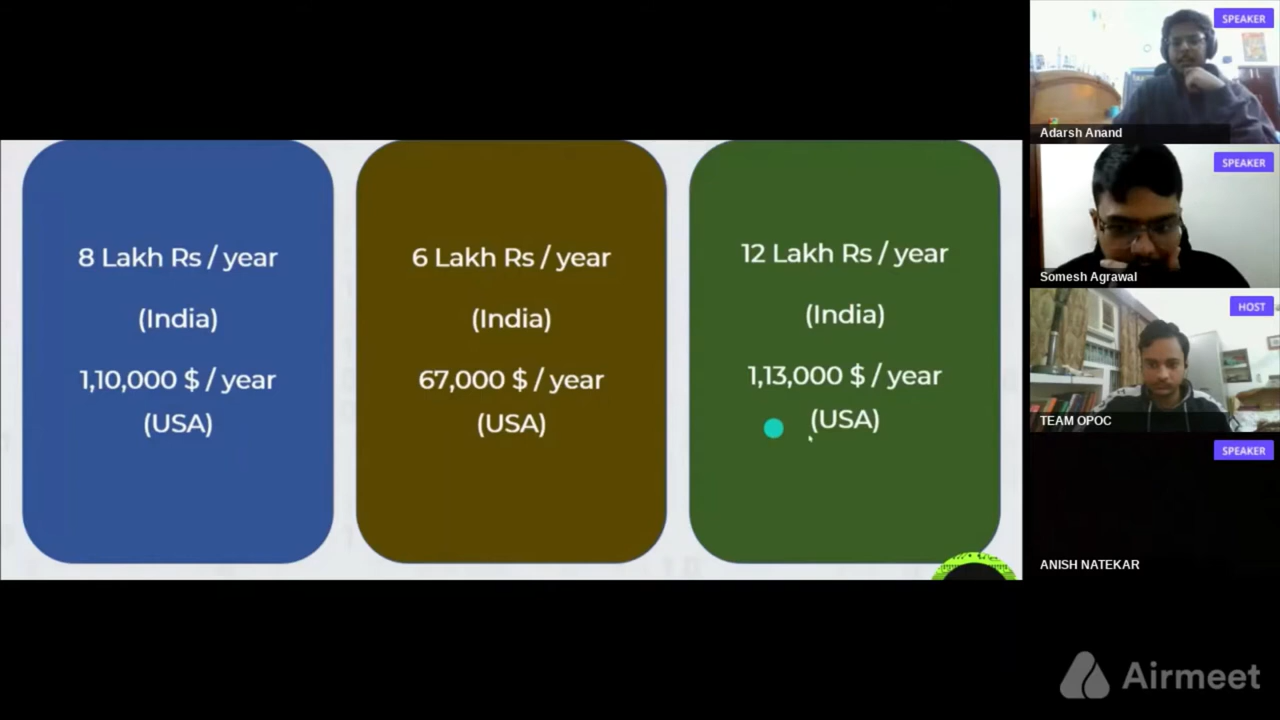 8 Lakh Rs / year
(India)
1,10,000 $ / year
(USA)
6 Lakh Rs / year
(India)
67,000 $ / year
(USA)
12 Lakh Rs / year
(India)
1,13,000 $ / year
(USA)
SPEAKER
Adarsh Anand
SPEAKER
Somesh Agrawal
HOST
TEAM OPOC
SPEAKER
ANISH NATEKAR
Airmeet